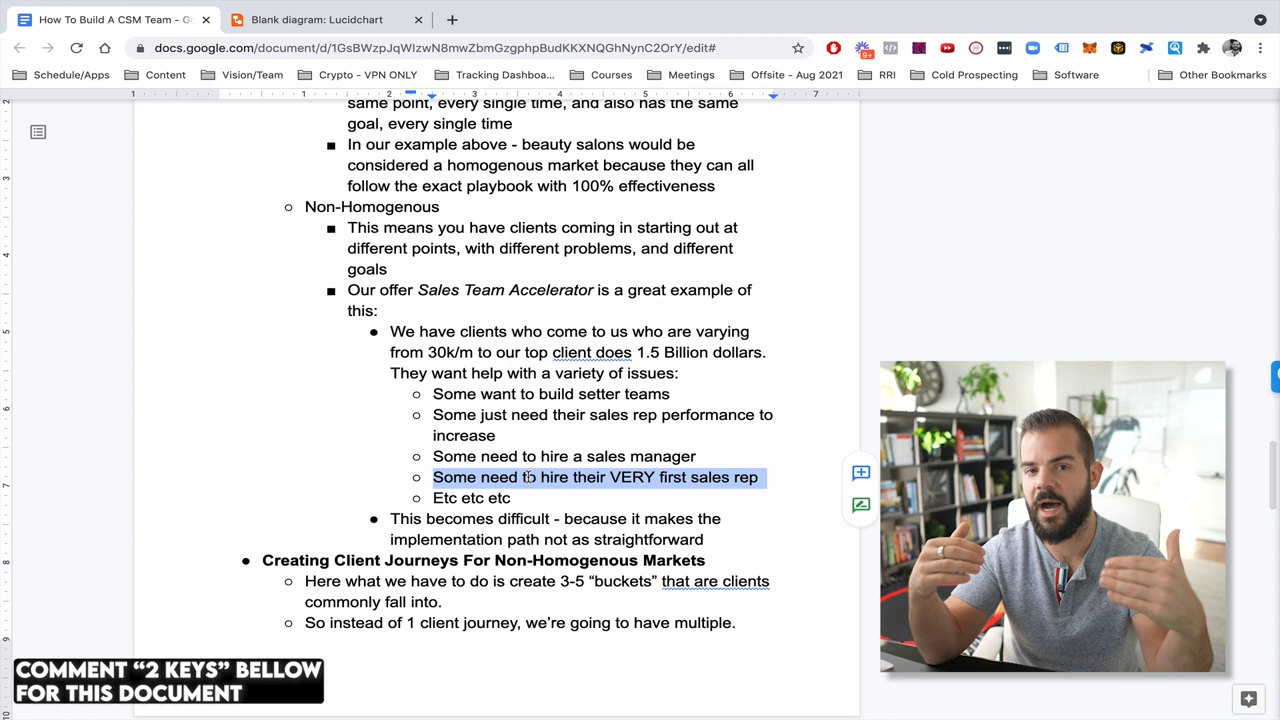 How To Build A CSM Team - Go
Blank diagram: Lucidchart
docs.google.com/document/d/1GsBWzpJqWIzwN8mwZbmGzgphpBudKKXNQGhNynC2OrY/edit#
9+
Schedule/Apps
Content
Vision/Team
Crypto - VPN ONLY
Tracking Dashboa...
Courses
Meetings
Offsite - Aug 2021
RRI
Cold Prospecting
Software
Other Bookmarks
1 1 2 3 4 5 6 7
same point, every single time, and also has the same
goal, every single time
■ In our example above - beauty salons would be
considered a homogenous market because they can all
follow the exact playbook with 100% effectiveness
○ Non-Homogenous
■ This means you have clients coming in starting out at
different points, with different problems, and different
goals
■ Our offer Sales Team Accelerator is a great example of
this:
● We have clients who come to us who are varying
from 30k/m to our top client does 1.5 Billion dollars.
They want help with a variety of issues:
○ Some want to build setter teams
○ Some just need their sales rep performance to
increase
○ Some need to hire a sales manager
○ Some need to hire their VERY first sales rep
○ Etc etc etc
● This becomes difficult - because it makes the
implementation path not as straightforward
● Creating Client Journeys For Non-Homogenous Markets
○ Here what we have to do is create 3-5 “buckets” that are clients
commonly fall into.
○ So instead of 1 client journey, we’re going to have multiple.
COMMENT “2 KEYS” BELLOW
FOR THIS DOCUMENT